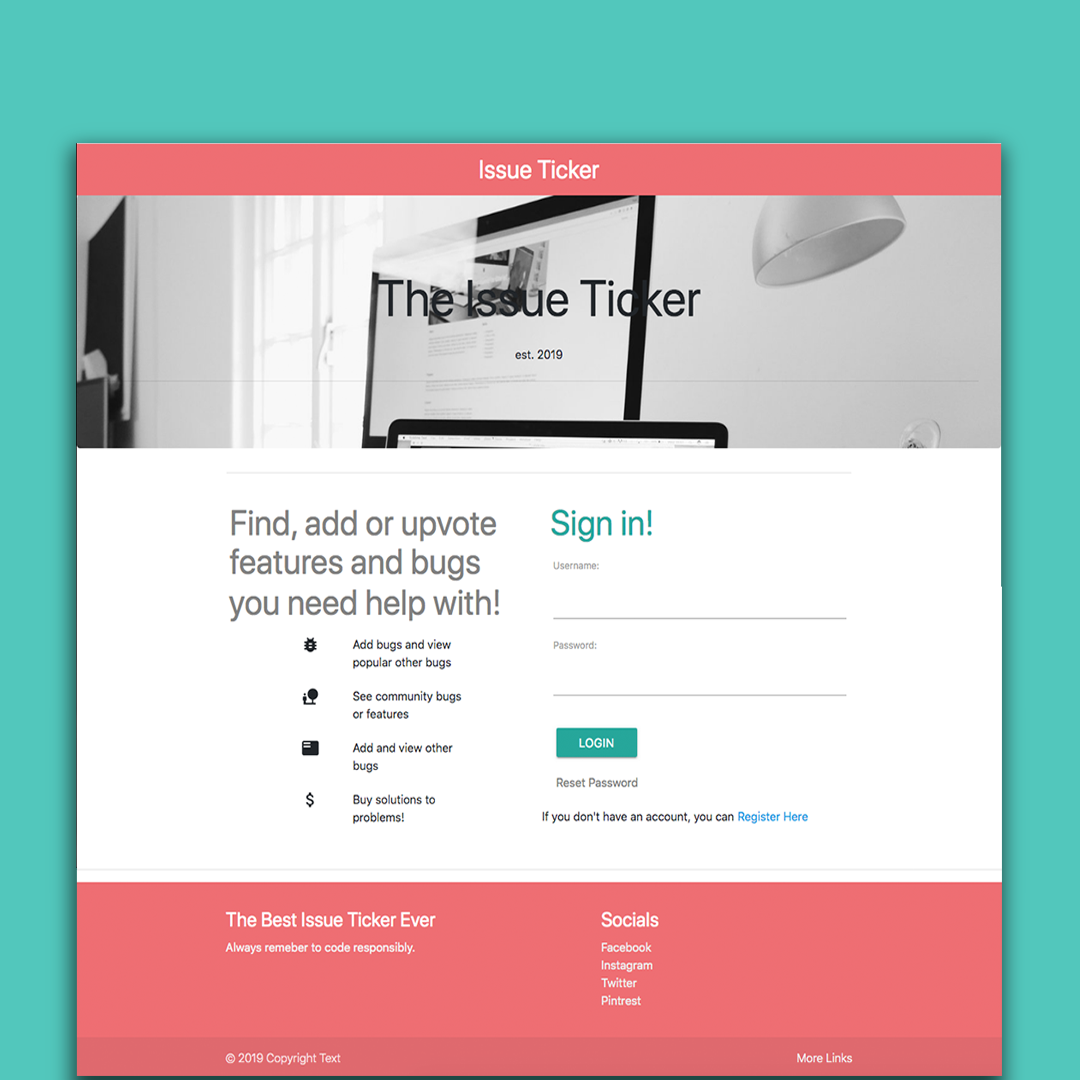 Issue Ticker
The Issue Ticker
est. 2019
Find, add or upvote
features and bugs
you need help with!
Add bugs and view
popular other bugs
See community bugs
or features
Add and view other
bugs
$
Buy solutions to
problems!
Sign in!
Username:
Password:
LOGIN
Reset Password
If you don't have an account, you can Register Here
The Best Issue Ticker Ever
Always remeber to code responsibly.
Socials
Facebook
Instagram
Twitter
Pintrest
© 2019 Copyright Text
More Links